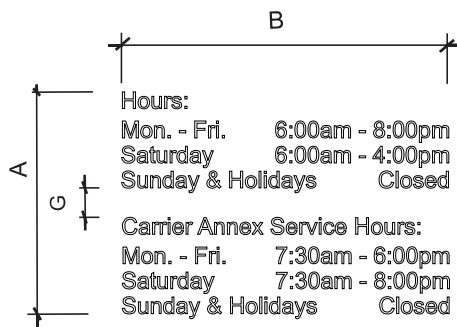 B
A
G
Hours:
Mon. - Fri. 6:00am - 8:00pm
Saturday 6:00am - 4:00pm
Sunday & Holidays Closed
Carrier Annex Service Hours:
Mon. - Fri. 7:30am - 6:00pm
Saturday 7:30am - 8:00pm
Sunday & Holidays Closed